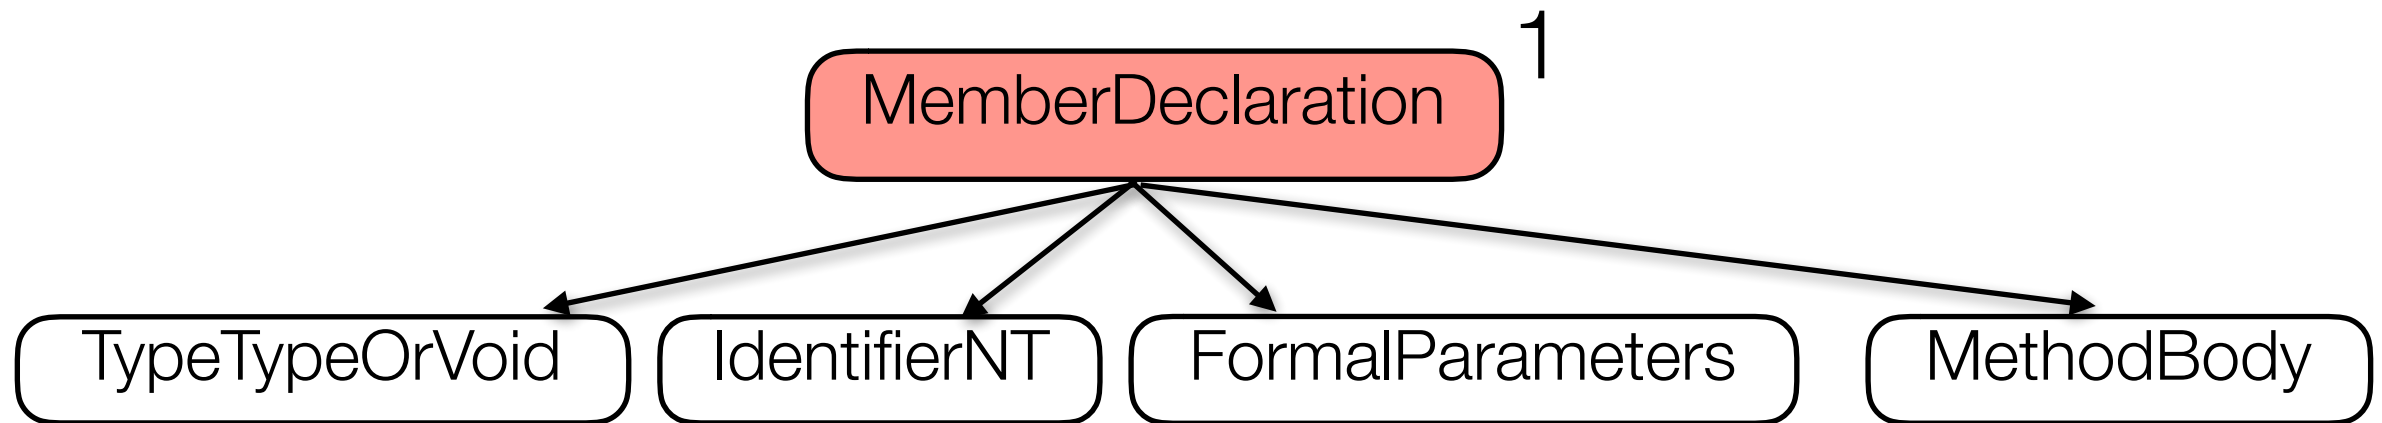 1
MemberDeclaration
TypeTypeOrVoid
IdentifierNT
FormalParameters
MethodBody